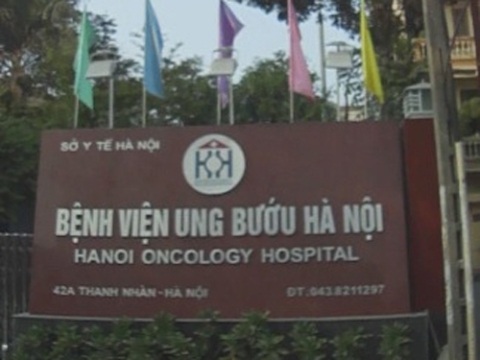 SỞ Y TẾ HÀ NỘI
BỆNH VIỆN UNG BƯỚU HÀ NỘI
HANOI ONCOLOGY HOSPITAL
42A THANH NHÀN-HÀ NỘI
ĐT:043.8211297